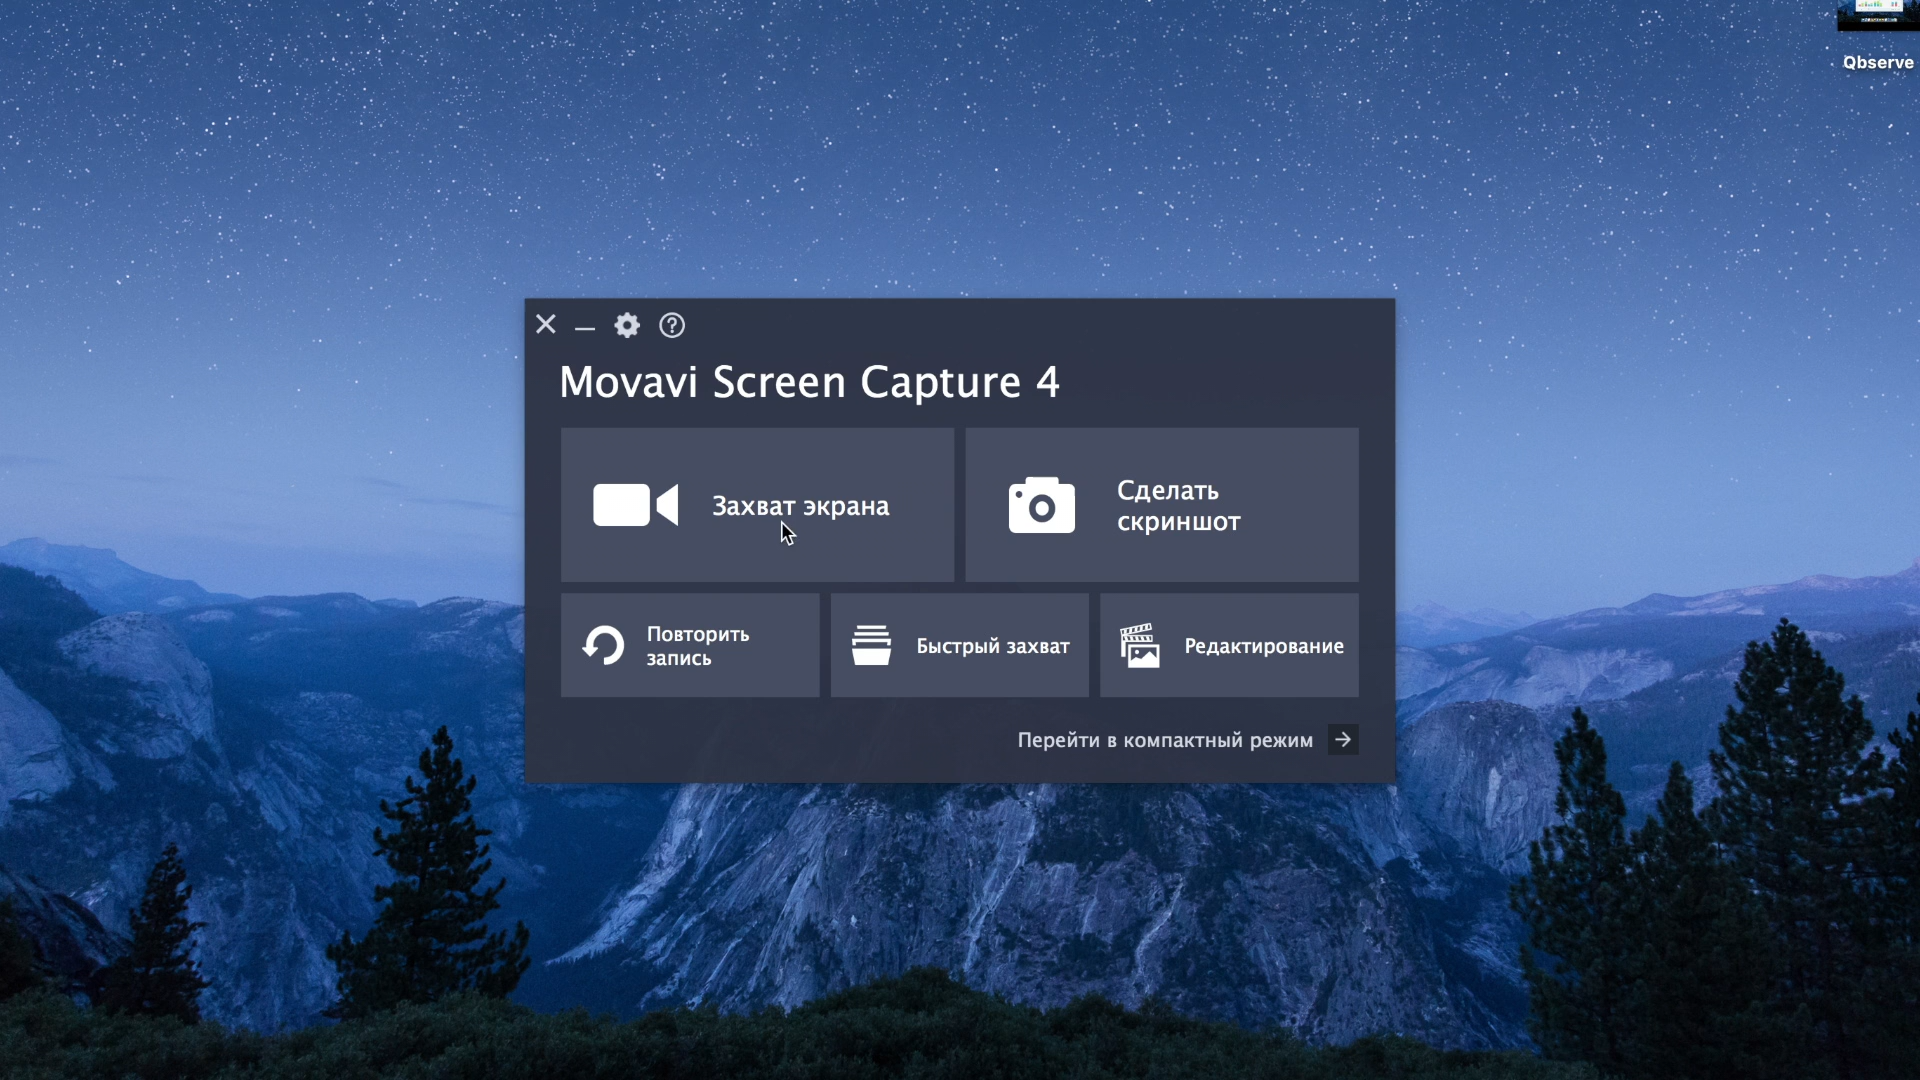 Qbserve
Movavi Screen Capture 4
Захват экрана
Сделать
скриншот
Повторить
запись
Быстрый захват
Редактирование
Перейти в компактный режим